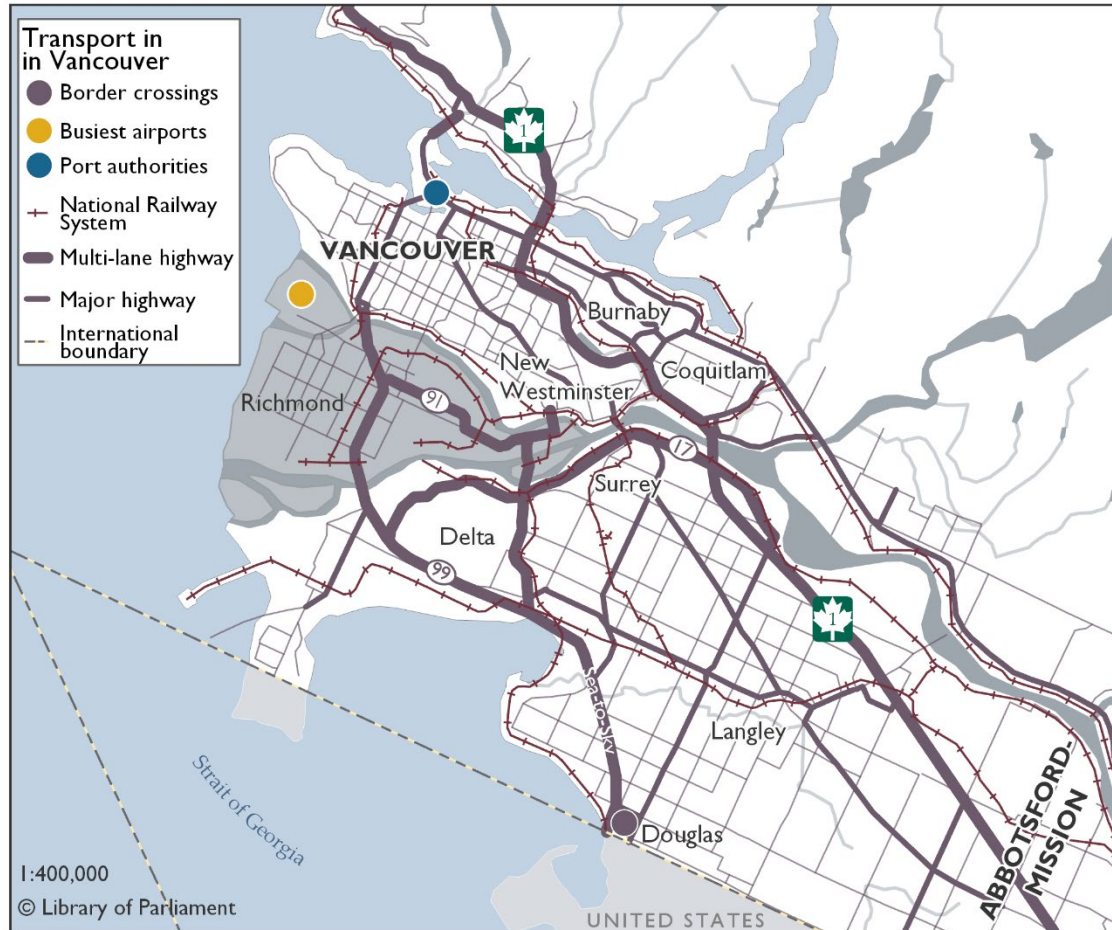 Transport in
in Vancouver
Border crossings
Busiest airports
Port authorities
National Railway
System
Multi-lane highway
Major highway
International
boundary
1
VANCOUVER
Burnaby
New
Westminster
Coquitlam
Richmond
91
17
Surrey
Delta
99
1
Sea-to-Sky
Langley
Strait of Georgia
Douglas
ABBOTSFORD-
MISSION
1:400,000
© Library of Parliament
UNITED STATES